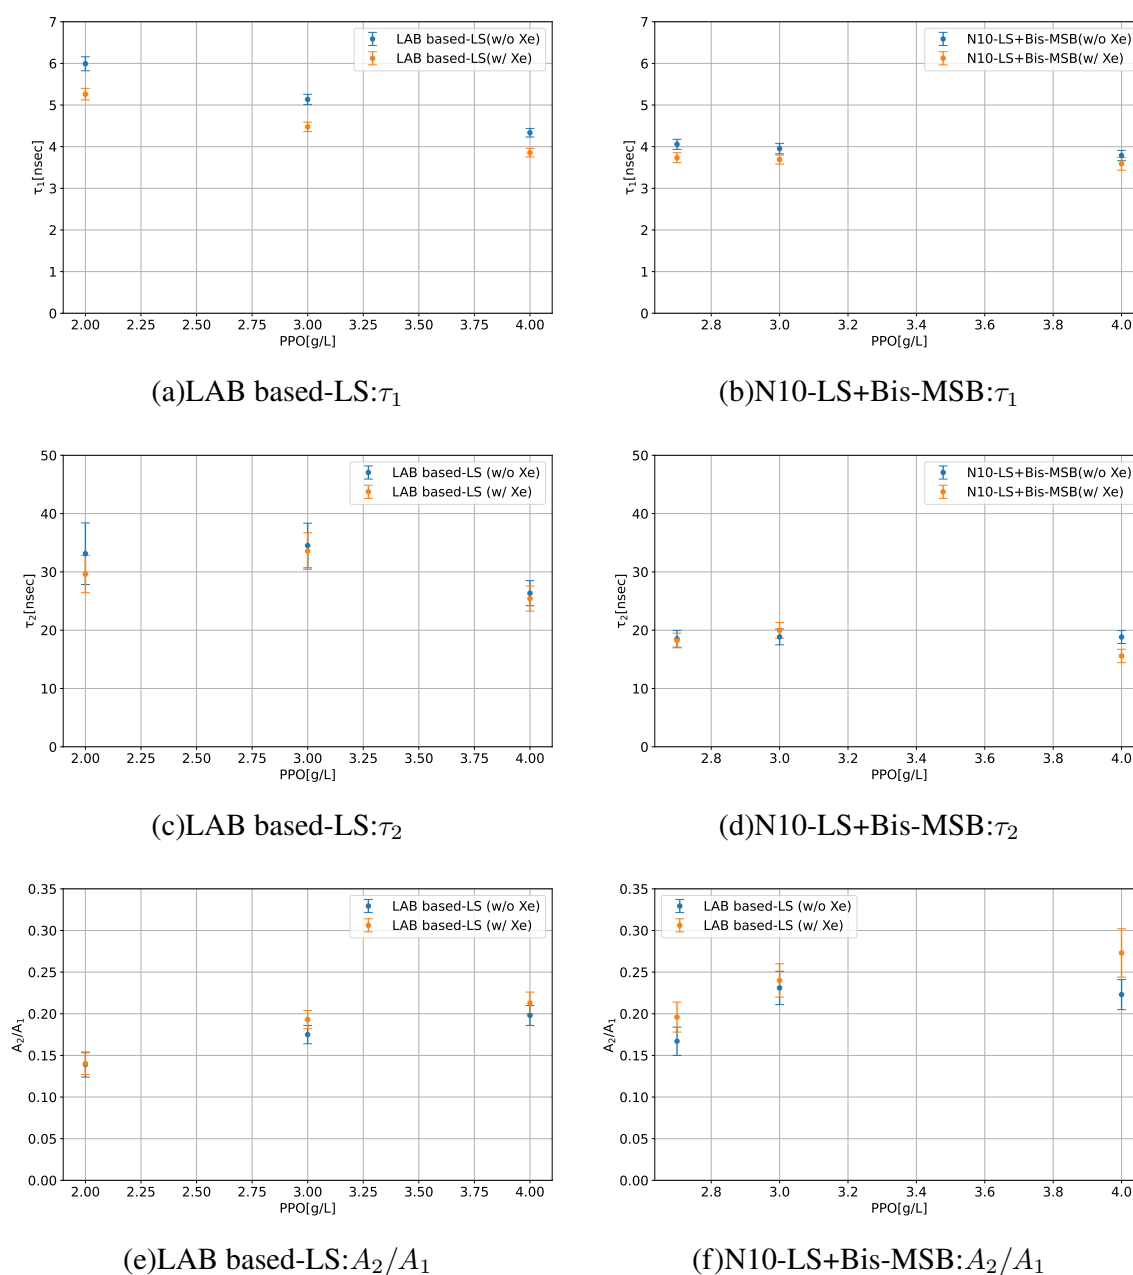 7
6
5
4
3
2
1
0
τ1[nsec]
LAB based-LS(w/o Xe)
LAB based-LS(w/ Xe)
2.00 2.25 2.50 2.75 3.00 3.25 3.50 3.75 4.00
PPO[g/L]
(a)LAB based-LS:τ1
7
6
5
4
3
2
1
0
τ1[nsec]
N10-LS+Bis-MSB(w/o Xe)
N10-LS+Bis-MSB(w/ Xe)
2.8 3.0 3.2 3.4 3.6 3.8 4.0
PPO[g/L]
(b)N10-LS+Bis-MSB:τ1
50
40
30
20
10
0
τ2[nsec]
LAB based-LS (w/o Xe)
LAB based-LS (w/ Xe)
2.00 2.25 2.50 2.75 3.00 3.25 3.50 3.75 4.00
PPO[g/L]
(c)LAB based-LS:τ2
50
40
30
20
10
0
τ2[nsec]
N10-LS+Bis-MSB(w/o Xe)
N10-LS+Bis-MSB(w/ Xe)
2.8 3.0 3.2 3.4 3.6 3.8 4.0
PPO[g/L]
(d)N10-LS+Bis-MSB:τ2
0.35
0.30
0.25
0.20
0.15
0.10
0.05
0.00
A2/A1
LAB based-LS (w/o Xe)
LAB based-LS (w/ Xe)
2.00 2.25 2.50 2.75 3.00 3.25 3.50 3.75 4.00
PPO[g/L]
(e)LAB based-LS:A2/A1
0.35
0.30
0.25
0.20
0.15
0.10
0.05
0.00
A2/A1
LAB based-LS (w/o Xe)
LAB based-LS (w/ Xe)
2.8 3.0 3.2 3.4 3.6 3.8 4.0
PPO[g/L]
(f)N10-LS+Bis-MSB:A2/A1